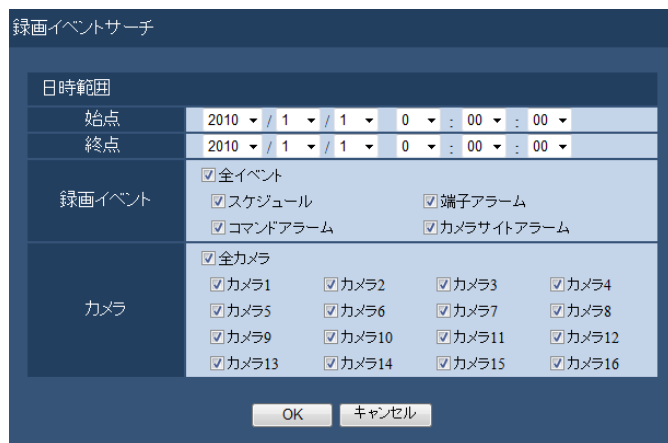 録画イベントサーチ
日時範囲
始点 2010 / 1 / 1 0 : 00 : 00
終点 2010 / 1 / 1 0 : 00 : 00
録画イベント
全イベント
スケジュール 端子アラーム
コマンドアラーム カメラサイトアラーム
カメラ
全カメラ
カメラ1 カメラ2 カメラ3 カメラ4
カメラ5 カメラ6 カメラ7 カメラ8
カメラ9 カメラ10 カメラ11 カメラ12
カメラ13 カメラ14 カメラ15 カメラ16
OK キャンセル